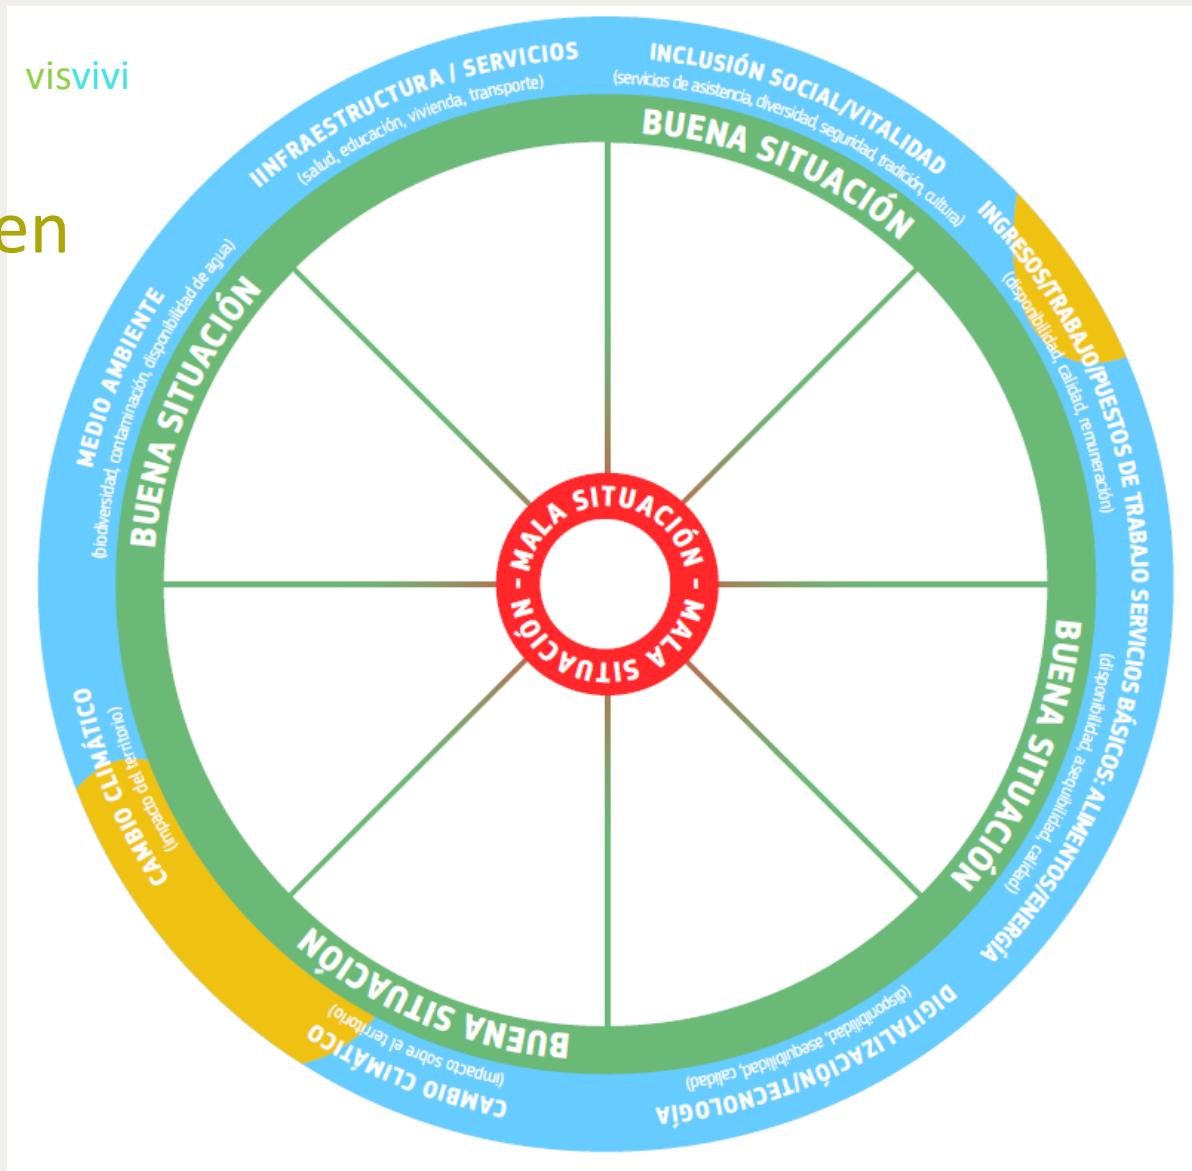 visvivi
en
IINFRAESTRUCTURA / SERVICIOS
(salud, educación, vivienda, transporte)
INCLUSIÓN SOCIAL/VITALIDAD
(servicios de asistencia, diversidad, seguridad, tradición, cultura)
INGRESOS/TRABAJO/PUESTOS DE TRABAJO SERVICIOS BÁSICOS: ALIMENTOS/ENERGÍA
(disponibilidad, calidad, remuneración)
(disponibilidad, asequibilidad, calidad)
DIGITALIZACIÓN/TECNOLOGÍA
(disponibilidad, asequibilidad, calidad)
CAMBIO CLIMÁTICO
(impacto sobre el territorio)
CAMBIO CLIMÁTICO
(impacto del territorio)
MEDIO AMBIENTE
(biodiversidad, contaminación, disponibilidad de agua)
BUENA SITUACIÓN
BUENA SITUACIÓN
BUENA SITUACIÓN
BUENA SITUACIÓN
- MALA SITUACIÓN - MALA SITUACIÓN